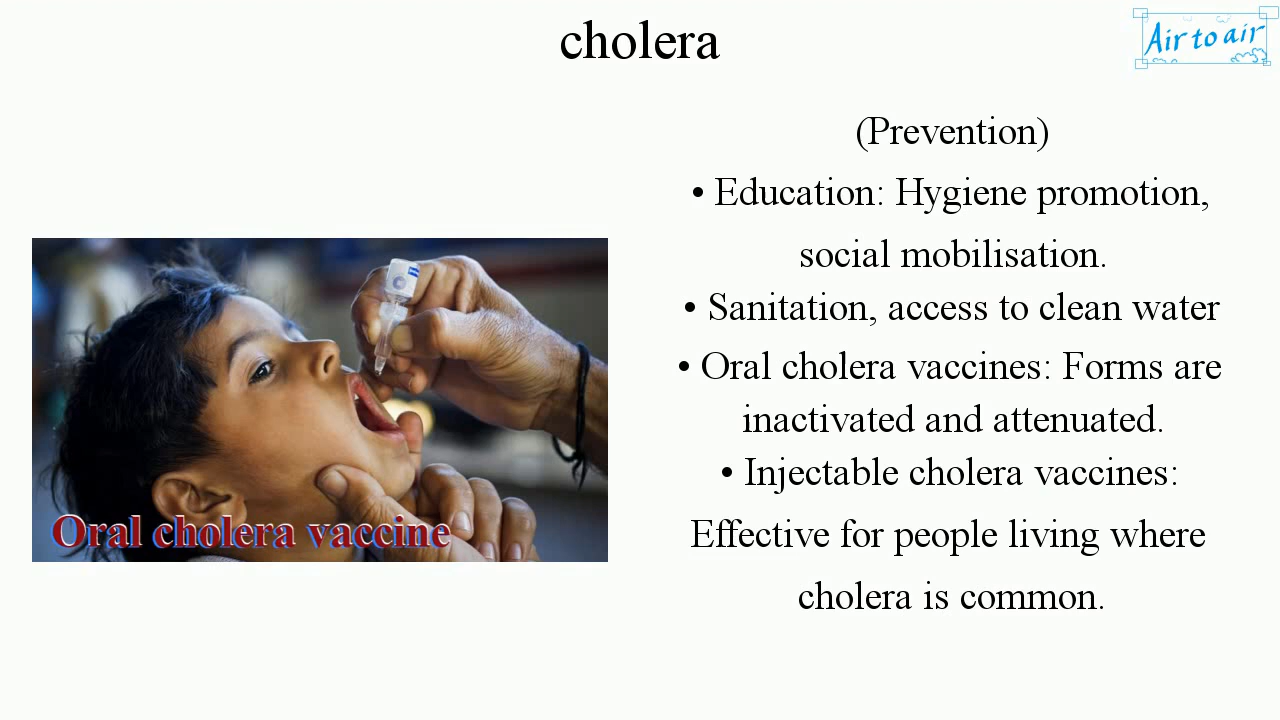 cholera
Air to air
(Prevention)
• Education: Hygiene promotion,
social mobilisation.
• Sanitation, access to clean water
• Oral cholera vaccines: Forms are
inactivated and attenuated.
• Injectable cholera vaccines:
Effective for people living where
cholera is common.
Oral cholera vaccine